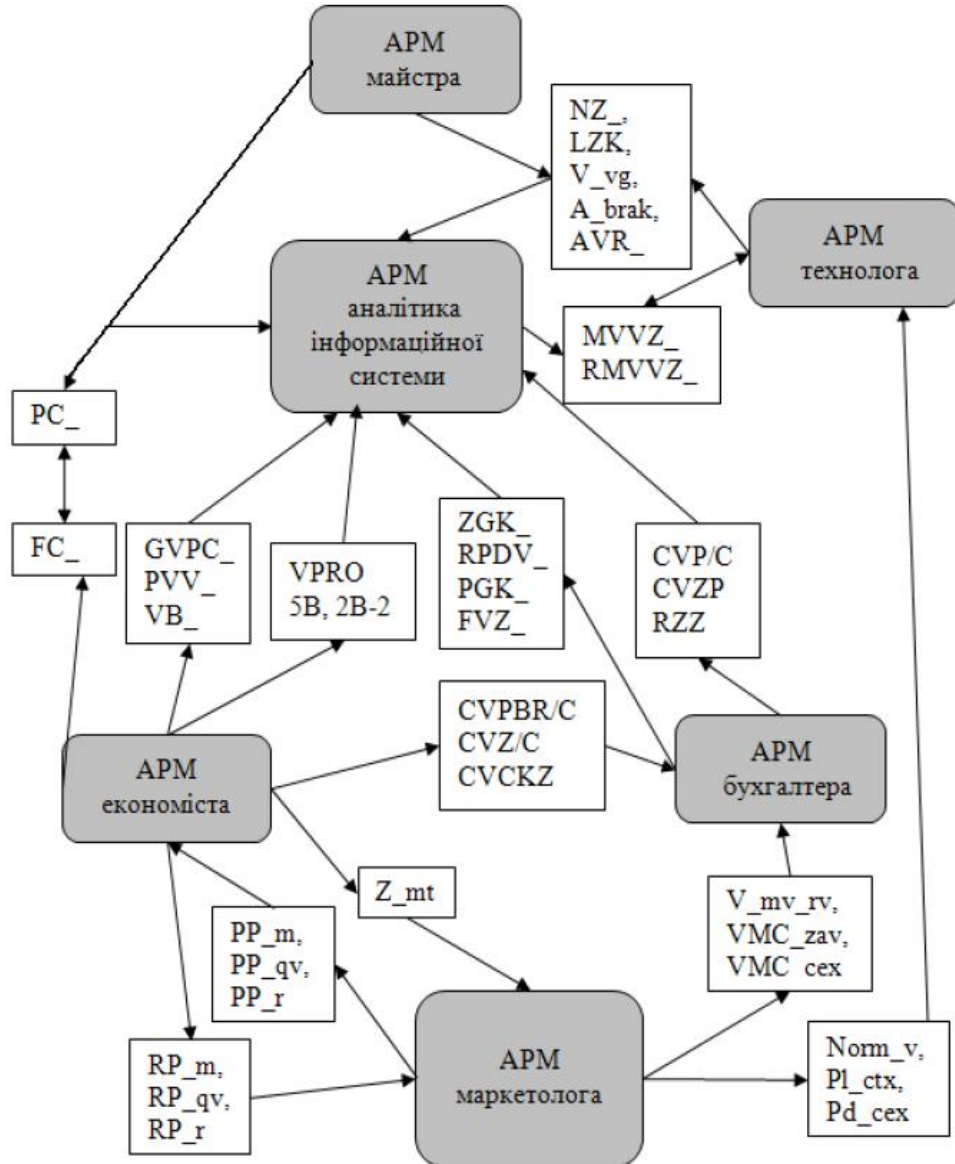 АРМ
майстра
NZ_,
LZK,
V_vg,
A_brak,
AVR_
АРМ
технолога
АРМ
аналітика
інформаційної
системи
MVVZ_
RMVVZ_
PC_
FC_
GVPC_
PVV_
VB_
VPRO
5B, 2B-2
ZGK_
RPDV_
PGK_
FVZ_
CVP/C
CVZP
RZZ
CVPBR/C
CVZ/C
CVCKZ
АРМ
економіста
АРМ
бухгалтера
Z_mt
PP_m,
PP_qv,
PP_r
V_mv_rv,
VMC_zav,
VMC_cex
RP_m,
RP_qv,
RP_r
АРМ
маркетолога
Norm_v,
Pl_ctx,
Pd_cex